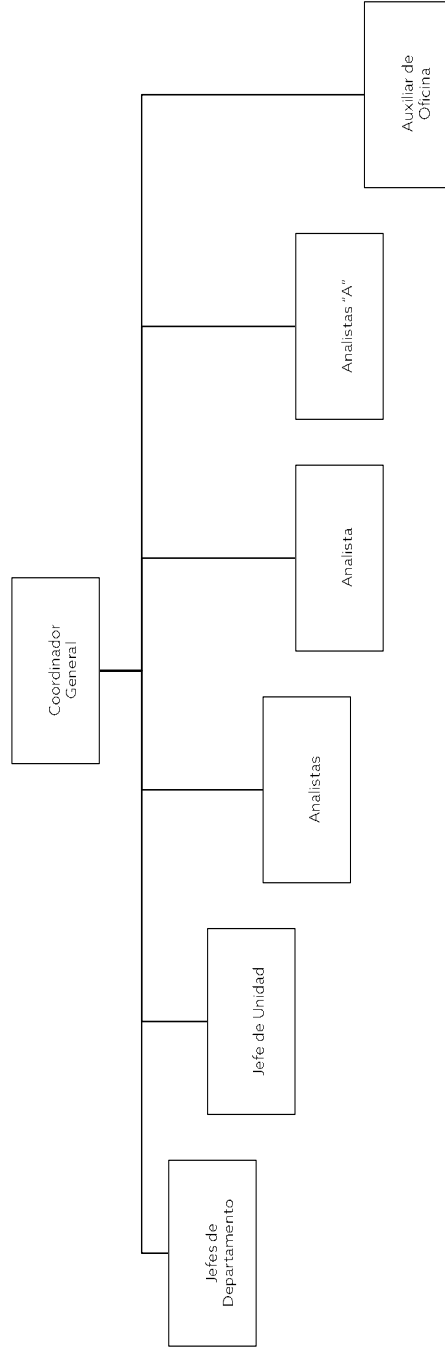 Coordinador
General
Jefes de
Departamento
Jefe de Unidad
Analistas
Analista
Analistas "A"
Auxiliar de
Oficina